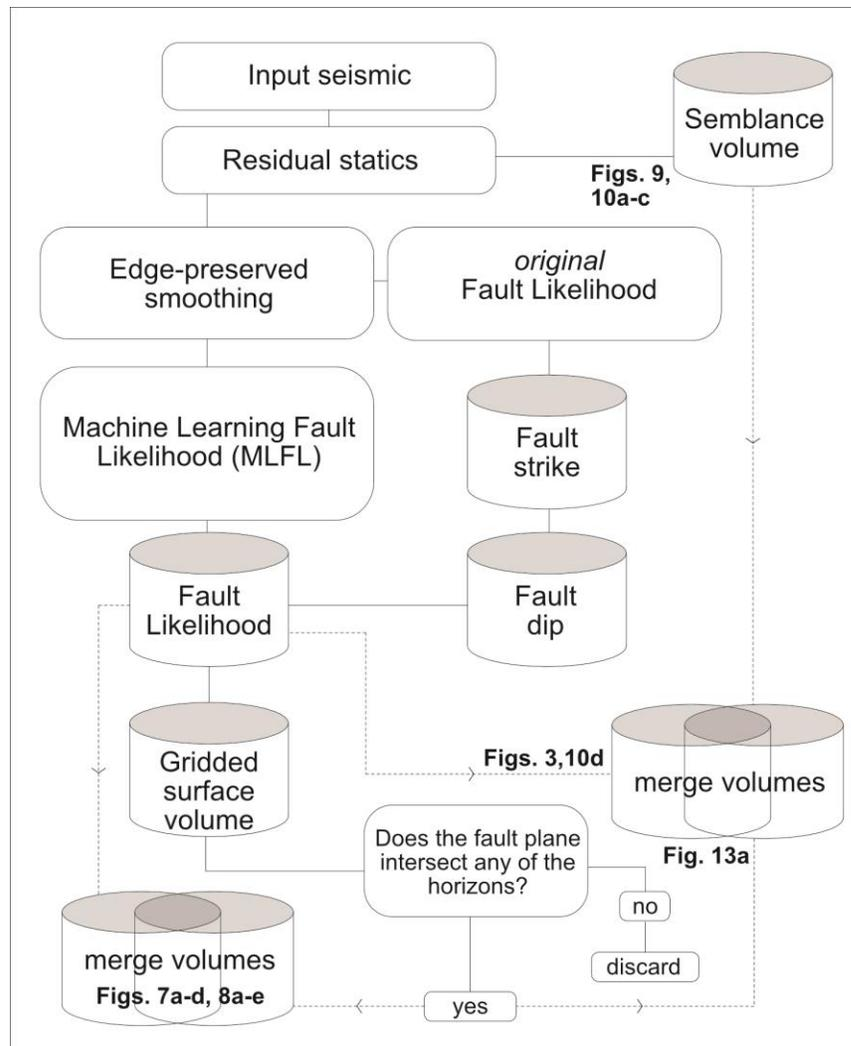 Input seismic
Semblance
volume
Residual statics
Figs. 9,
10a-c
Edge-preserved
smoothing
original
Fault Likelihood
Machine Learning Fault
Likelihood (MLFL)
Fault
strike
Fault
Likelihood
Fault
dip
Gridded
surface
volume
Figs. 3,10d
merge volumes
Fig. 13a
Does the fault plane
intersect any of the
horizons?
no
discard
merge volumes
Figs. 7a-d, 8a-e
yes